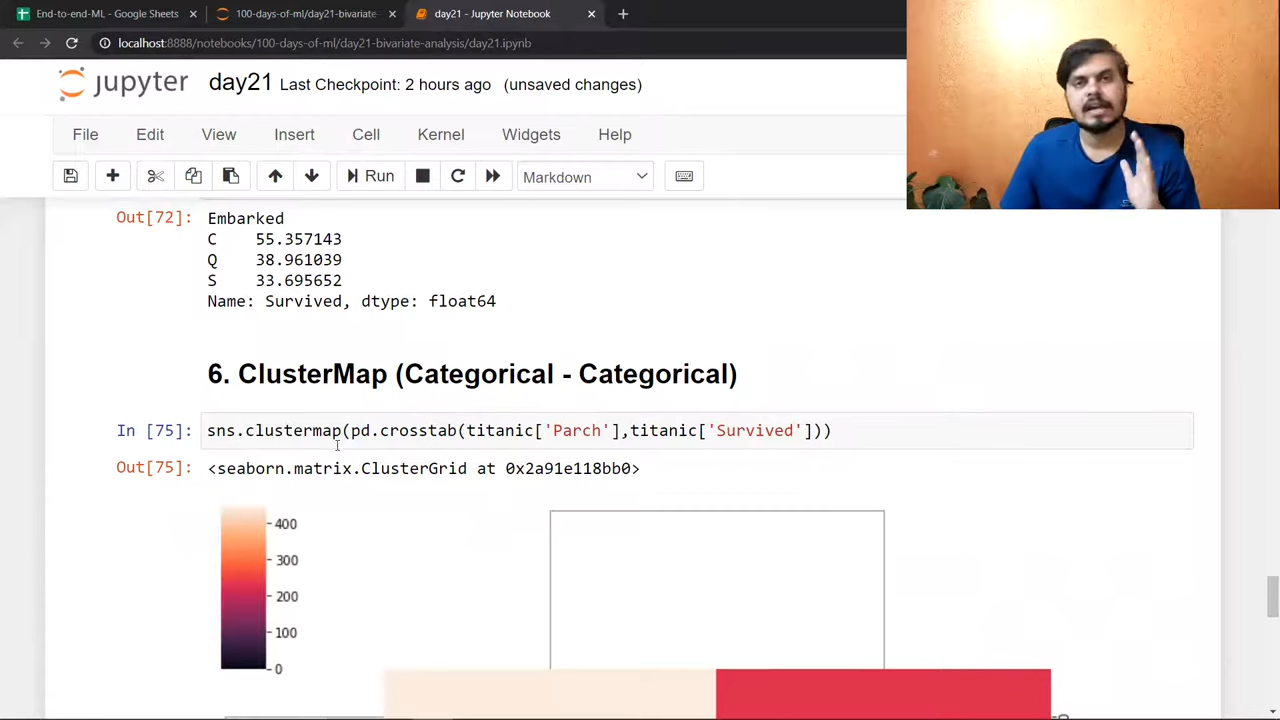 End-to-end-ML - Google Sheets
100-days-of-ml/day21-bivariate
day21 - Jupyter Notebook
localhost:8888/notebooks/100-days-of-ml/day21-bivariate-analysis/day21.ipynb
jupyter day21 Last Checkpoint: 2 hours ago (unsaved changes)
File Edit View Insert Cell Kernel Widgets Help
Run Markdown
Out[72]: Embarked
C 55.357143
Q 38.961039
S 33.695652
Name: Survived, dtype: float64
6. ClusterMap (Categorical - Categorical)
In [75]: sns.clustermap(pd.crosstab(titanic['Parch'],titanic['Survived']))
Out[75]: <seaborn.matrix.ClusterGrid at 0x2a91e118bb0>
400
300
200
100
0